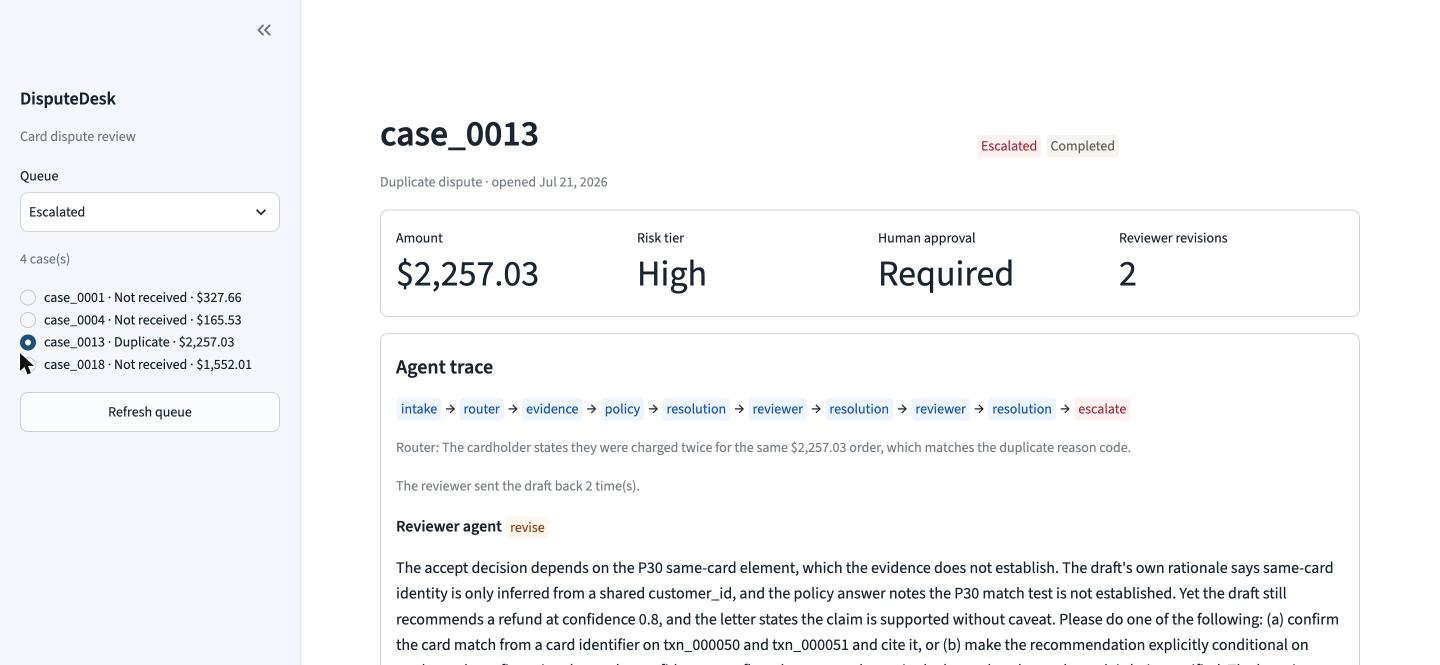 DisputeDesk
Card dispute review
Queue
Escalated
4 case(s)
case_0001 · Not received · $327.66
case_0004 · Not received · $165.53
case_0013 · Duplicate · $2,257.03
case_0018 · Not received · $1,552.01
Refresh queue
case_0013
Escalated Completed
Duplicate dispute · opened Jul 21, 2026
Amount Risk tier Human approval Reviewer revisions
$2,257.03 High Required 2
Agent trace
intake → router → evidence → policy → resolution → reviewer → resolution → reviewer → resolution → escalate
Router: The cardholder states they were charged twice for the same $2,257.03 order, which matches the duplicate reason code.
The reviewer sent the draft back 2 time(s).
Reviewer agent revise
The accept decision depends on the P30 same-card element, which the evidence does not establish. The draft's own rationale says same-card
identity is only inferred from a shared customer_id, and the policy answer notes the P30 match test is not established. Yet the draft still
recommends a refund at confidence 0.8, and the letter states the claim is supported without caveat. Please do one of the following: (a) confirm
the card match from a card identifier on txn_000050 and txn_000051 and cite it, or (b) make the recommendation explicitly conditional on